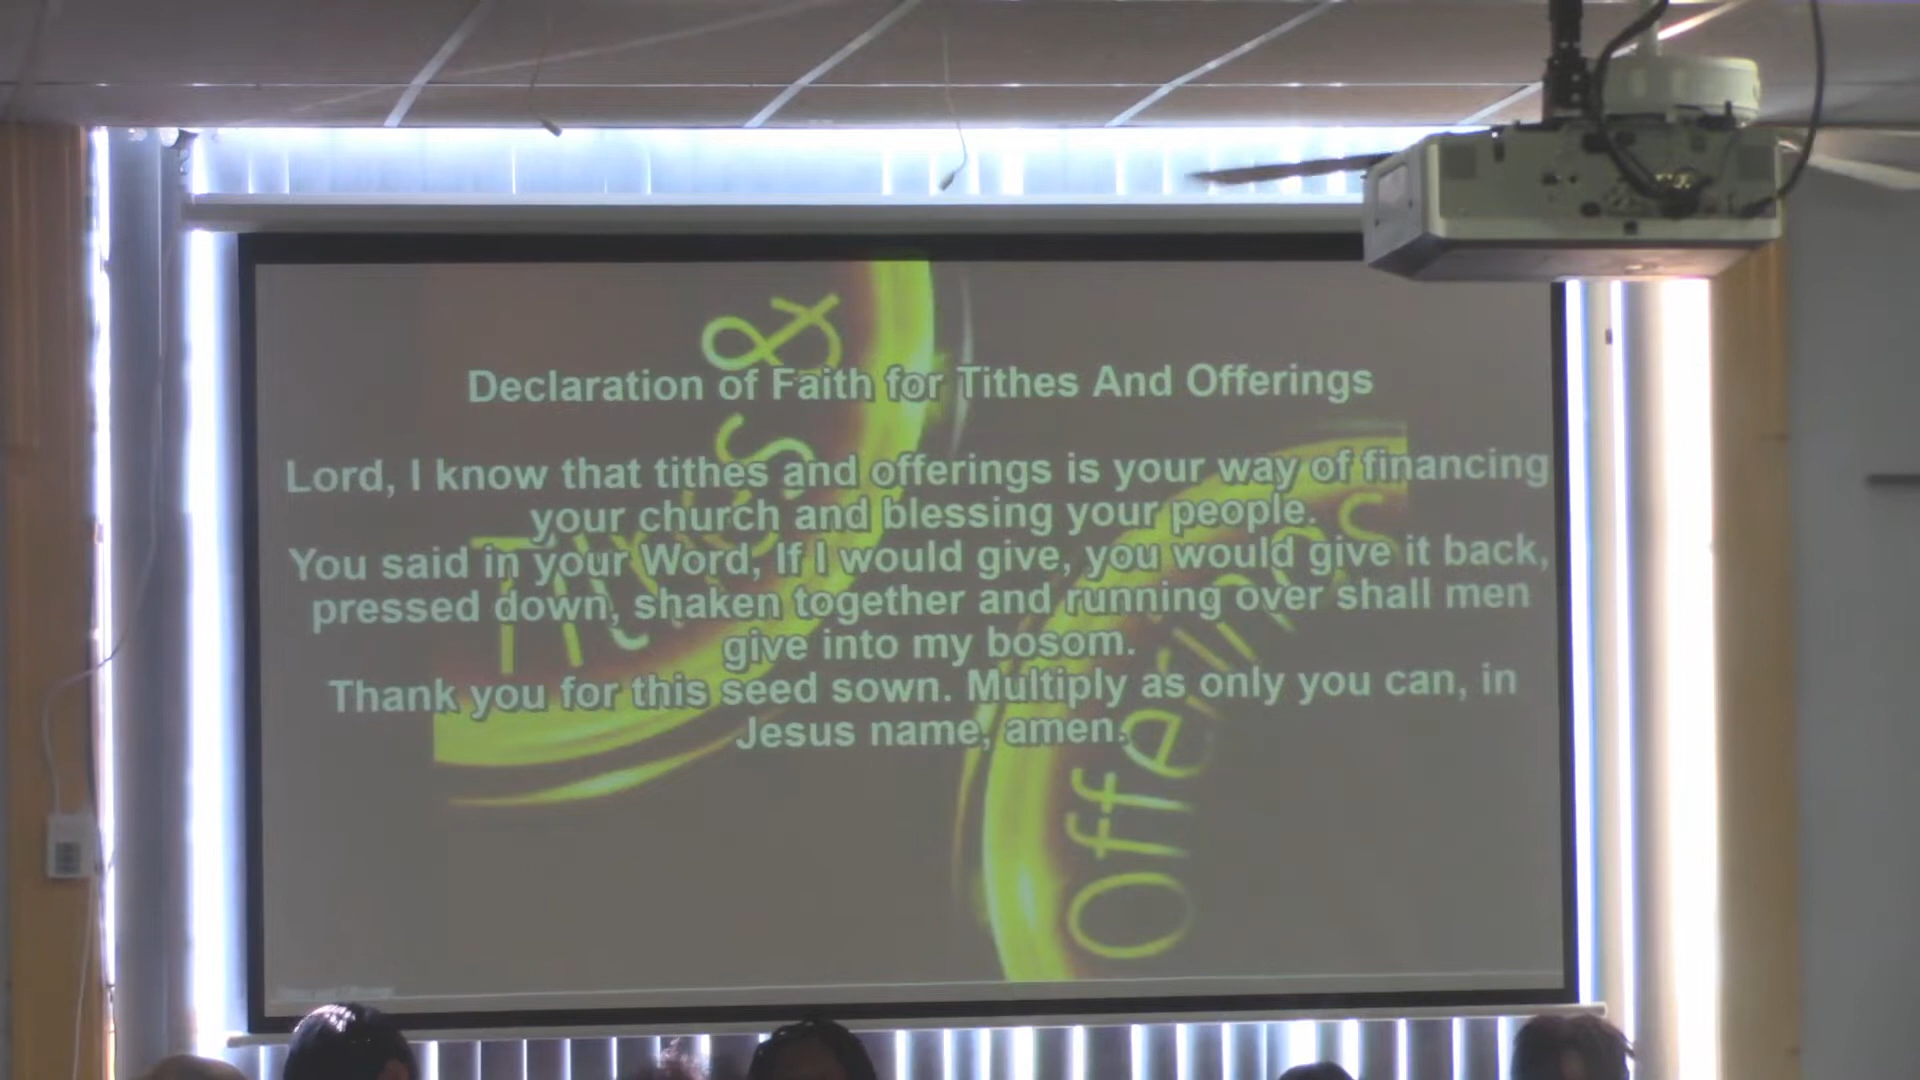 Declaration of Faith for Tithes And Offerings
Lord, I know that tithes and offerings is your way of financing
your church and blessing your people.
You said in your Word, If I would give, you would give it back,
pressed down, shaken together and running over shall men
give into my bosom.
Thank you for this seed sown. Multiply as only you can, in
Jesus name, amen.
Tithes &
Offerings